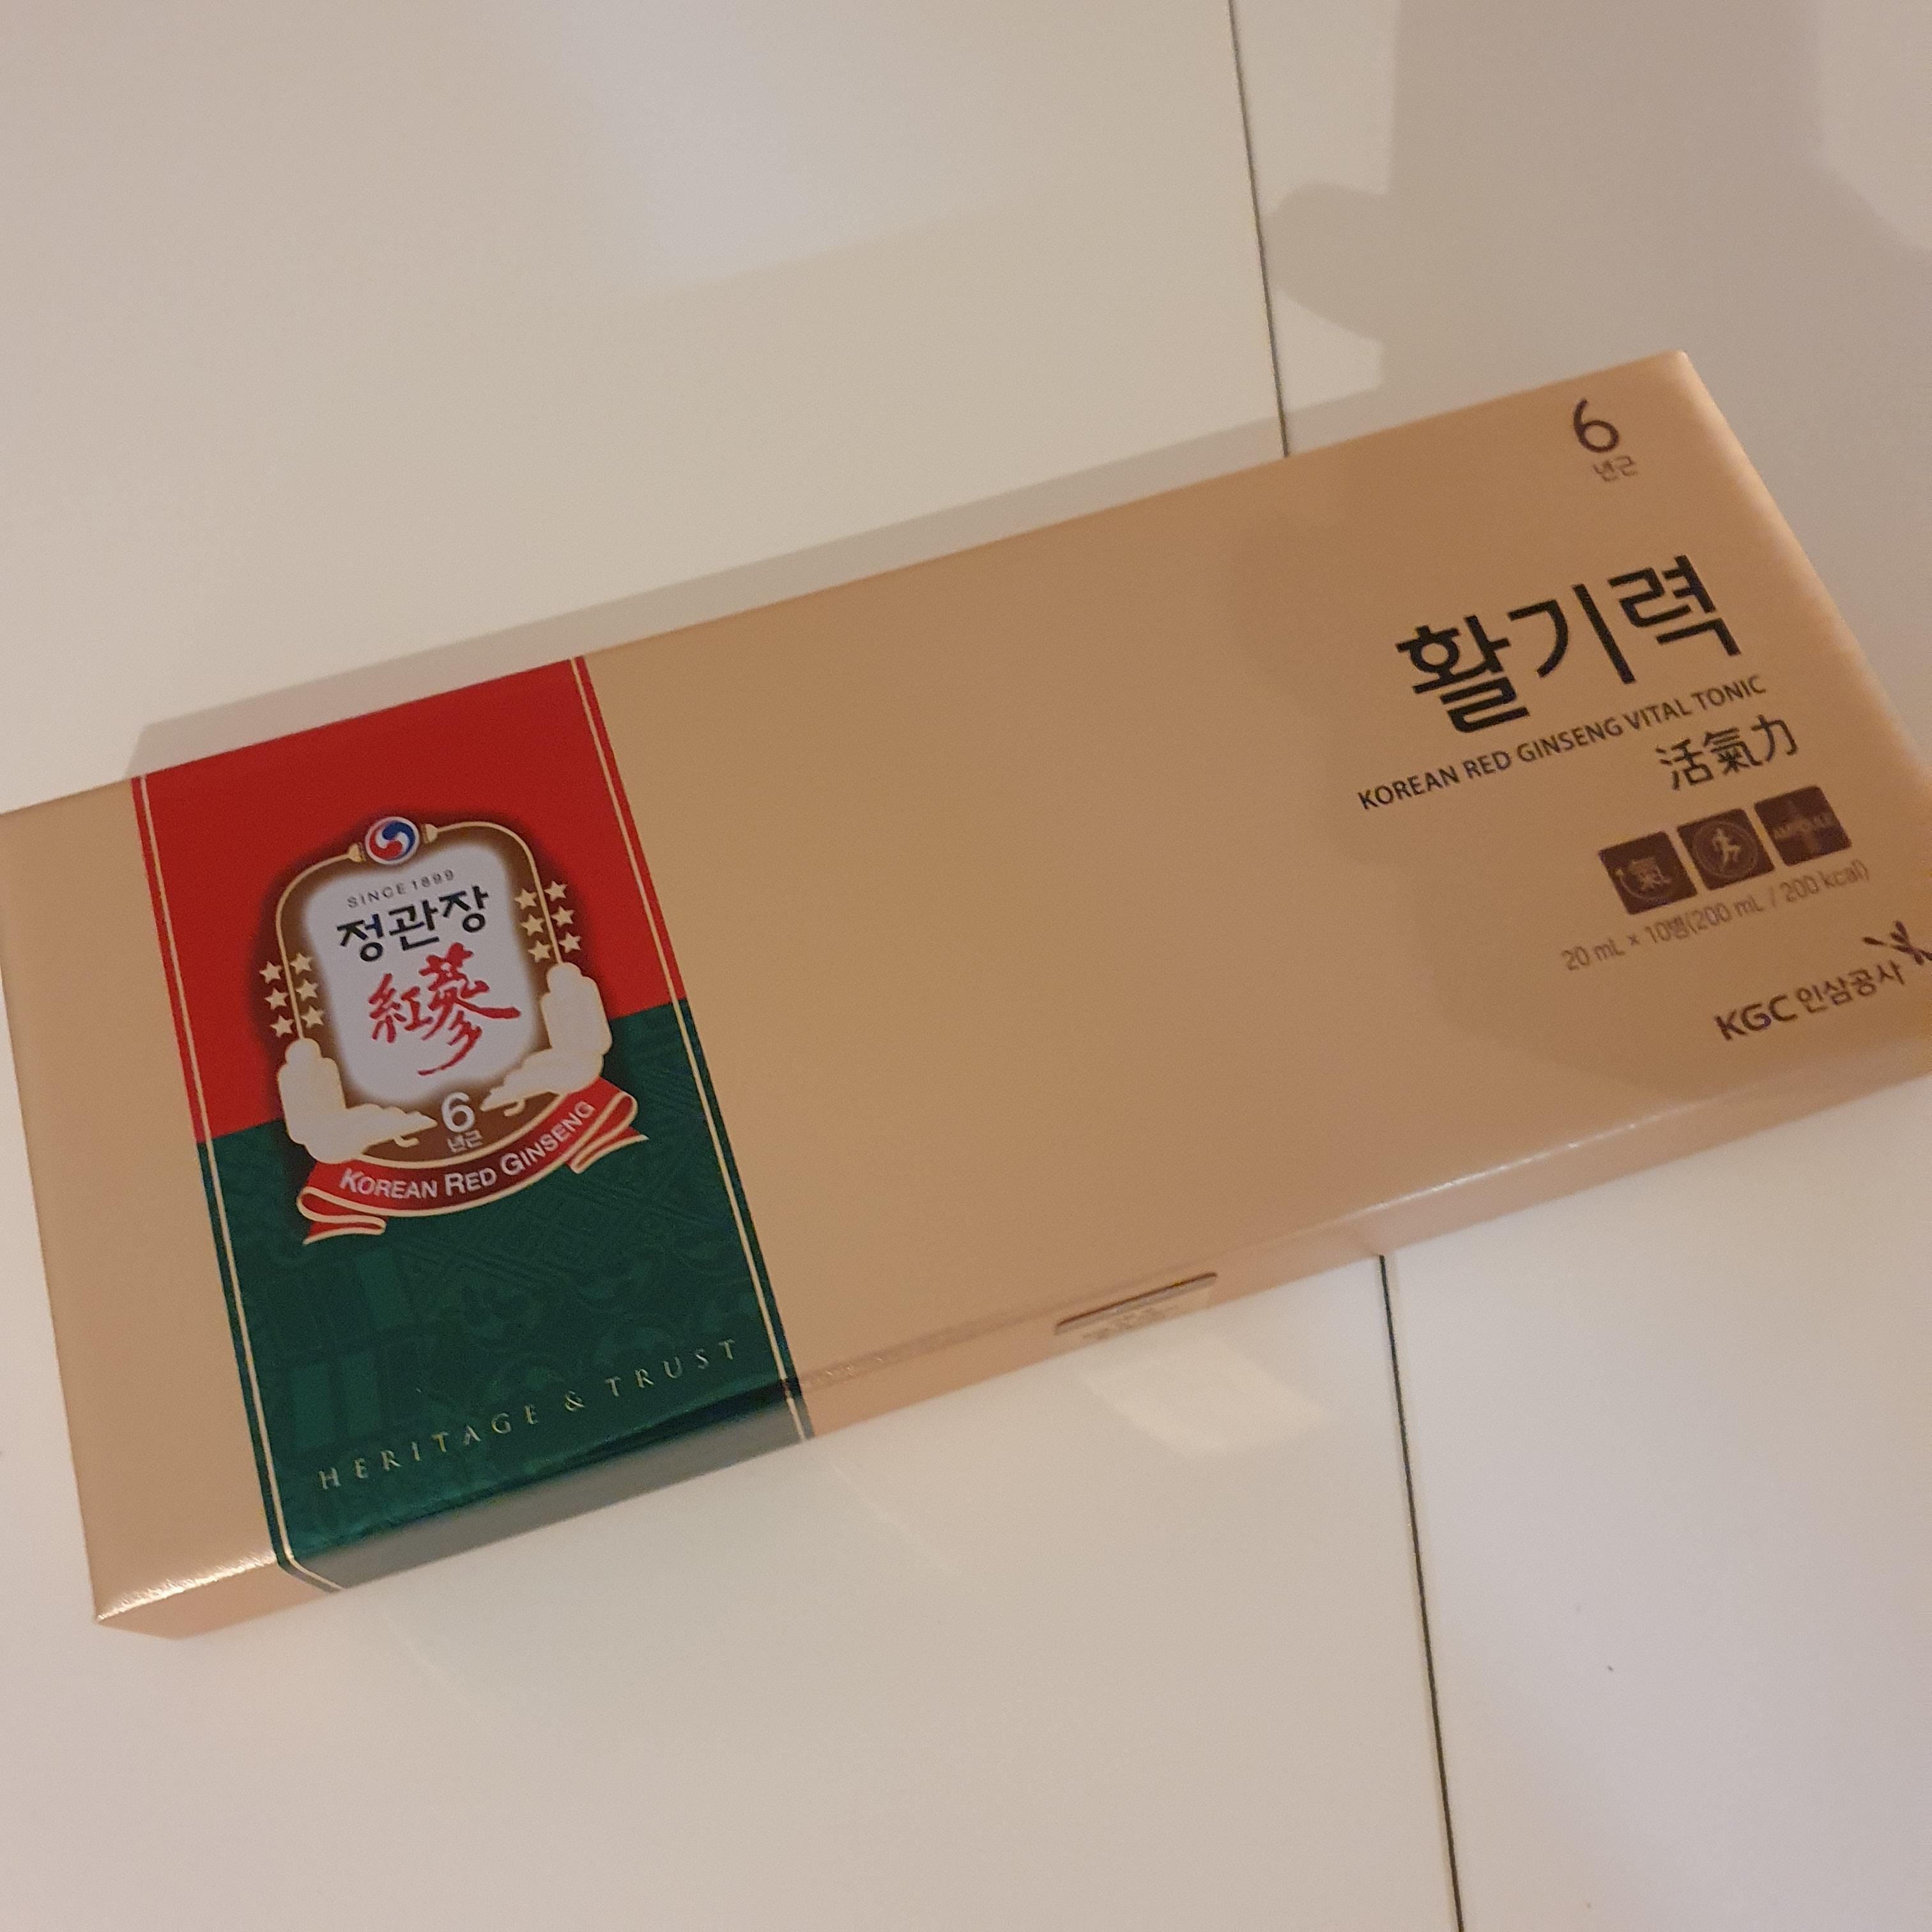 SINCE 1899
정관장
紅蔘
6
년근
KOREAN RED GINSENG
HERITAGE & TRUST
6
년근
활기력
KOREAN RED GINSENG VITAL TONIC
活氣力
氣 AMPOULE
20 mL × 10병(200 mL / 200 kcal)
KGC 인삼공사